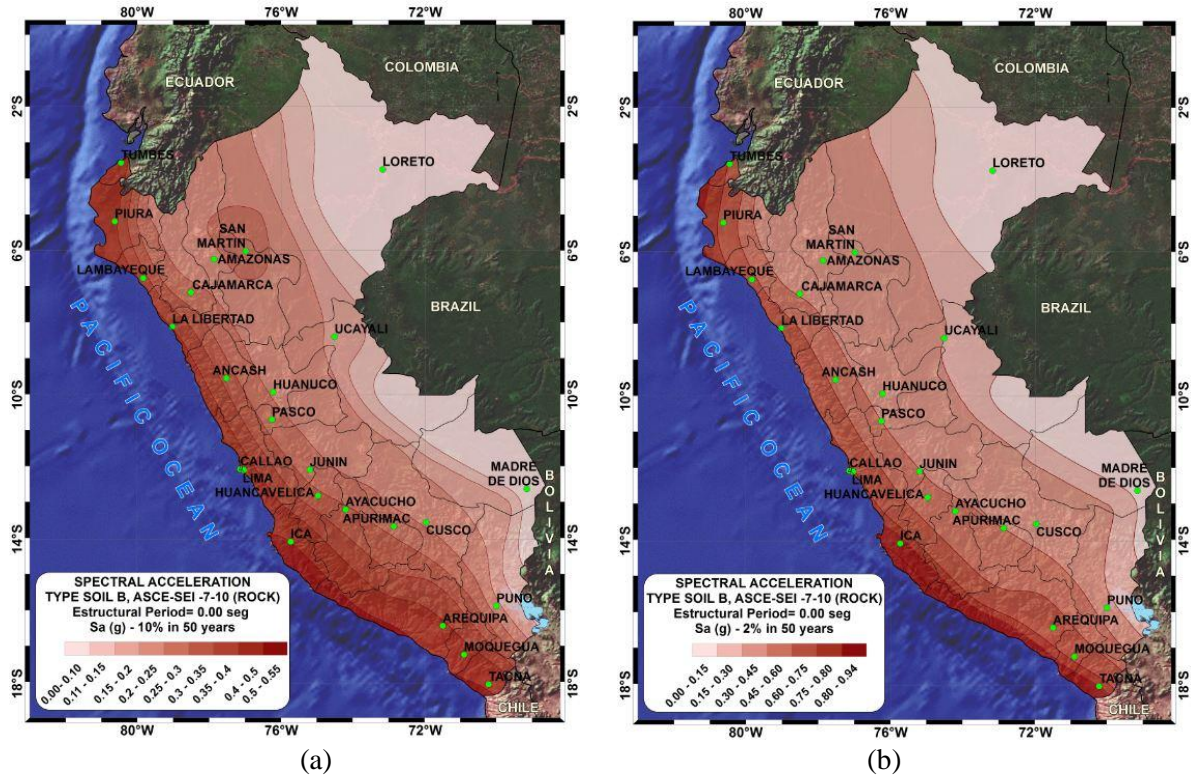 80°W 76°W 72°W
COLOMBIA
ECUADOR
2°S
TUMBES
LORETO
PIURA
SAN
MARTIN
6°S
AMAZONAS
LAMBAYEQUE
CAJAMARCA
BRAZIL
LA LIBERTAD
UCAYALI
ANCASH
HUANUCO
10°S
PASCO
PACIFIC OCEAN
CALLAO
JUNIN
LIMA
MADRE
DE DIOS
HUANCAVELICA
AYACUCHO
APURIMAC
CUSCO
BOLIVIA
ICA
14°S
PUNO
AREQUIPA
MOQUEGUA
TACNA
18°S
CHILE
SPECTRAL ACCELERATION
TYPE SOIL B, ASCE-SEI -7-10 (ROCK)
Estructural Period= 0.00 seg
Sa (g) - 10% in 50 years
0.00 - 0.10
0.11 - 0.15
0.15 - 0.2
0.2 - 0.25
0.25 - 0.3
0.3 - 0.35
0.35 - 0.4
0.4 - 0.5
0.5 - 0.55
80°W 76°W 72°W
(a)
80°W 76°W 72°W
COLOMBIA
ECUADOR
2°S
TUMBES
LORETO
PIURA
SAN
MARTIN
6°S
AMAZONAS
LAMBAYEQUE
CAJAMARCA
BRAZIL
LA LIBERTAD
UCAYALI
ANCASH
HUANUCO
10°S
PASCO
PACIFIC OCEAN
CALLAO
JUNIN
LIMA
MADRE
DE DIOS
HUANCAVELICA
AYACUCHO
APURIMAC
CUSCO
BOLIVIA
ICA
14°S
PUNO
AREQUIPA
MOQUEGUA
TACNA
18°S
CHILE
SPECTRAL ACCELERATION
TYPE SOIL B, ASCE-SEI -7-10 (ROCK)
Estructural Period= 0.00 seg
Sa (g) - 2% in 50 years
0.00 - 0.15
0.15 - 0.30
0.30 - 0.45
0.45 - 0.60
0.60 - 0.75
0.75 - 0.80
0.80 - 0.94
80°W 76°W 72°W
(b)